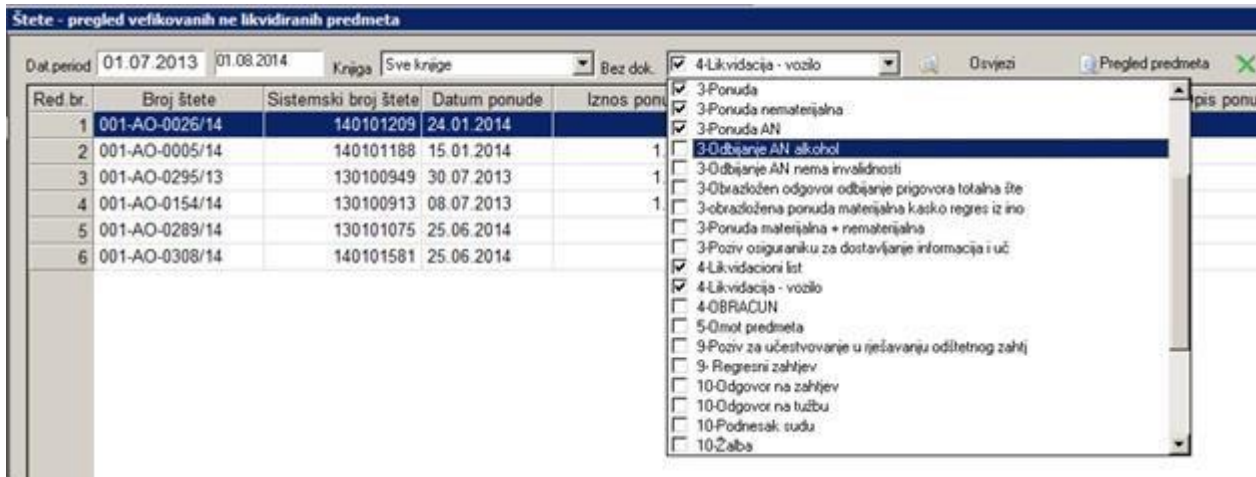 Štete - pregled vefikovanih ne likvidiranih predmeta
Dat.period 01.07.2013 01.08.2014 Knjiga Sve knjige Bez dok. 4-Likvidacija - vozilo Osvjezi Pregled predmeta
Red.br. Broj štete Sistemski broj štete Datum ponude Iznos
1 001-AO-0026/14 140101209 24.01.2014
2 001-AO-0005/14 140101188 15.01.2014 1.
3 001-AO-0295/13 130100949 30.07.2013 1
4 001-AO-0154/14 130100913 08.07.2013 1.
5 001-AO-0289/14 130101075 25.06.2014
6 001-AO-0308/14 140101581 25.06.2014
3-Ponuda
3-Ponuda nematerijalna
3-Ponuda AN
3-Odbijanje AN alkohol
3-Odbijanje AN nema invalidnosti
3-Obrazložen odgovor odbijanje prigovora totalna šte
3-obrazložena ponuda materijalna kasko regres iz ino
3-Ponuda materijalna + nematerijalna
3-Poziv osiguraniku za dostavljanje informacija i uč
4-Likvidacioni list
4-Likvidacija - vozilo
4-OBRACUN
5-Omot predmeta
9-Poziv za učestvovanje u rješavanju odštetnog zahtj
9- Regresni zahtjev
10-Odgovor na zahtjev
10-Odgovor na tužbu
10-Podnesak sudu
10-Žalba